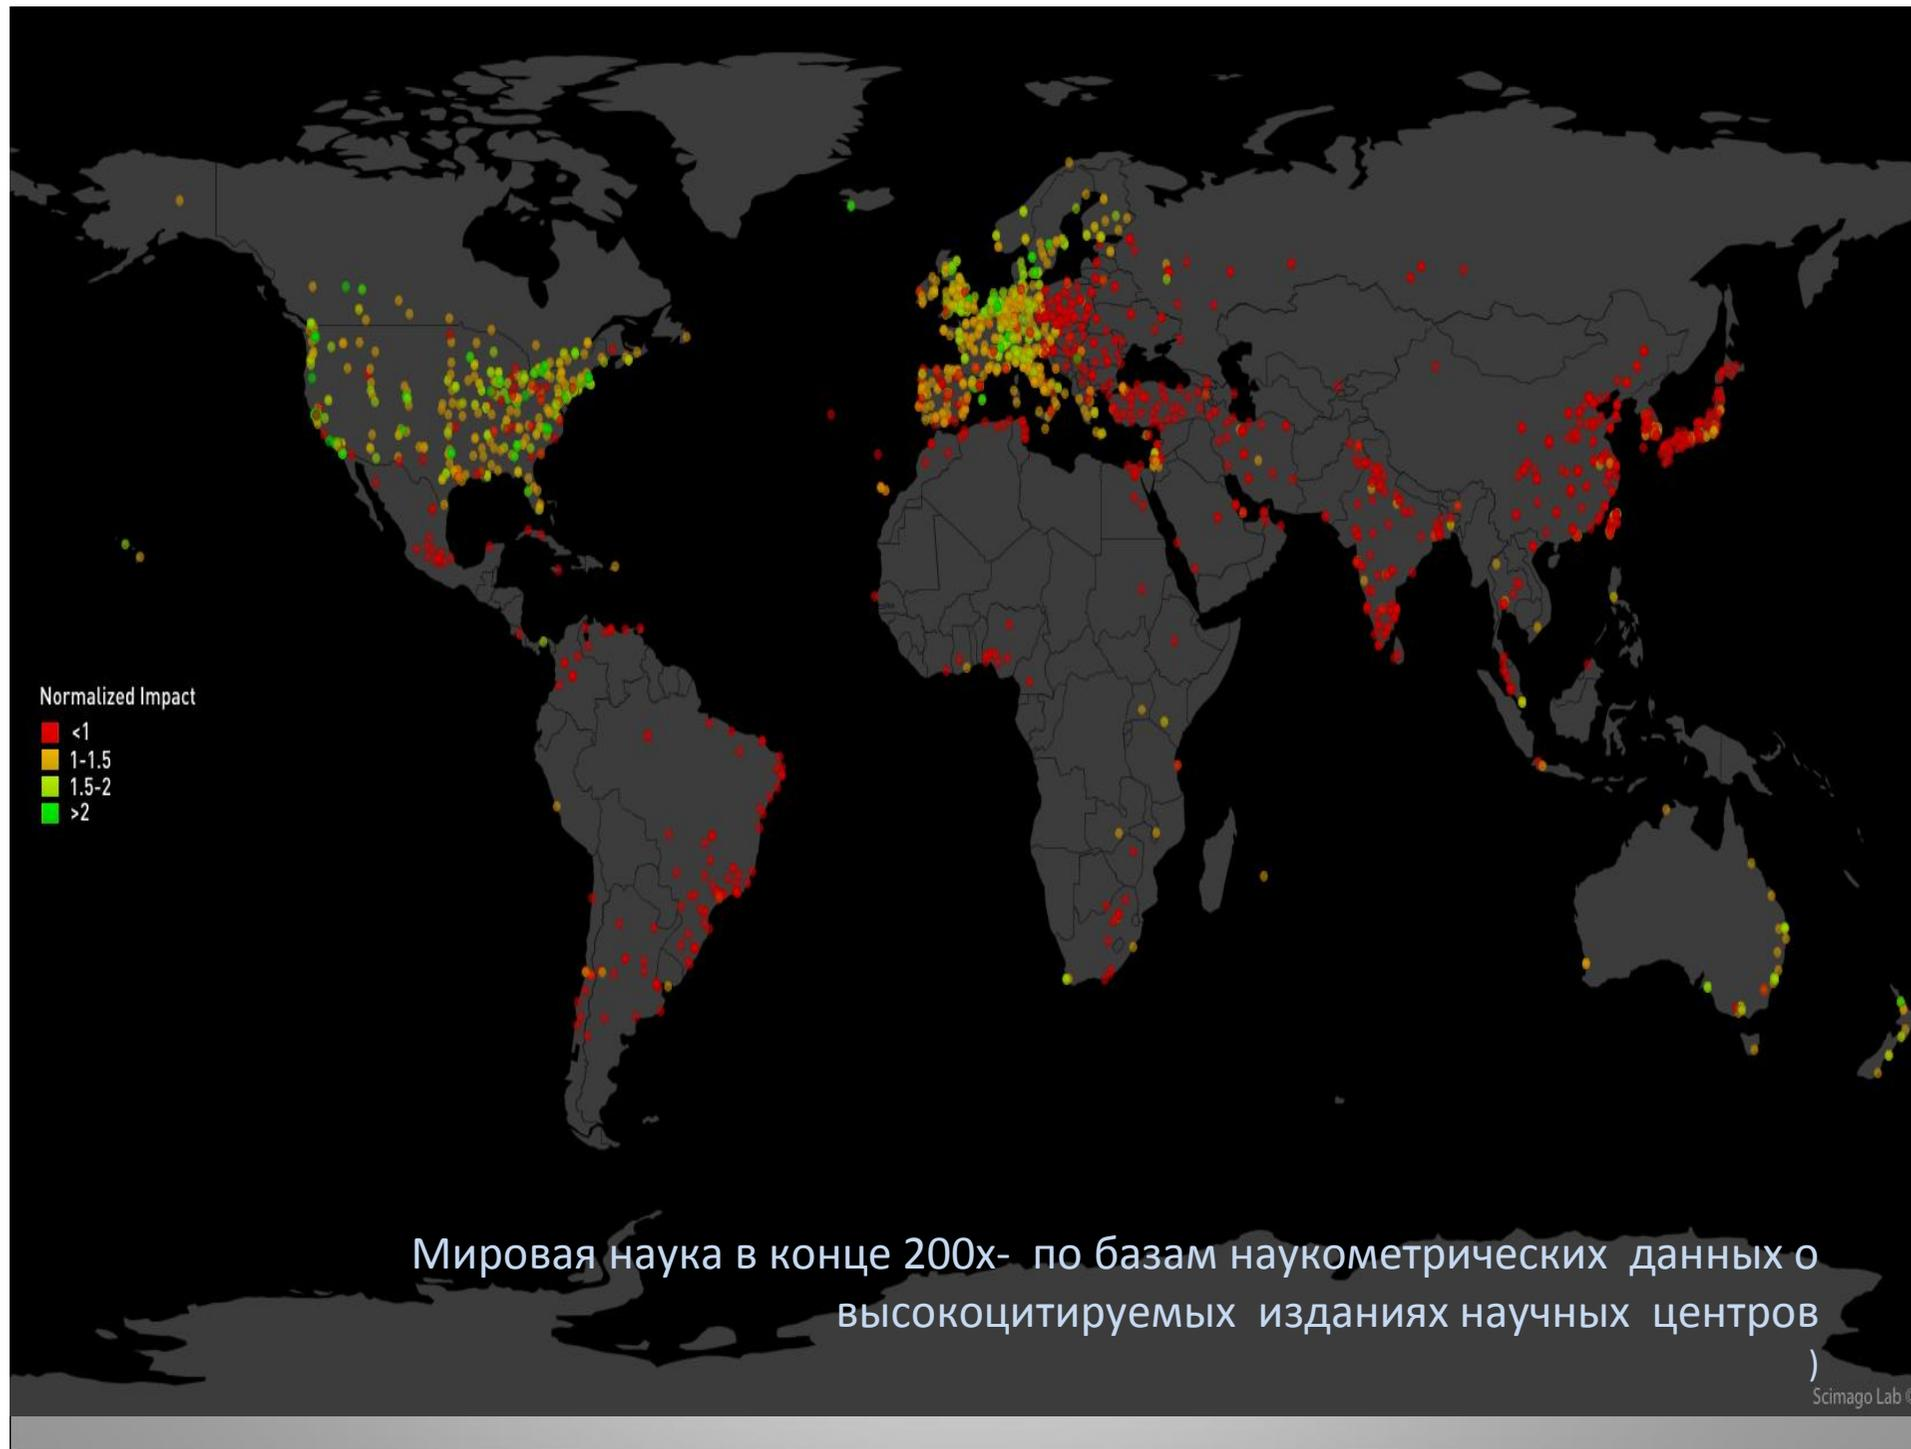 Normalized Impact
<1
1-1.5
1.5-2
>2
Мировая наука в конце 200х- по базам наукометрических данных о
высокоцитируемых изданиях научных центров
)
Scimago Lab ©